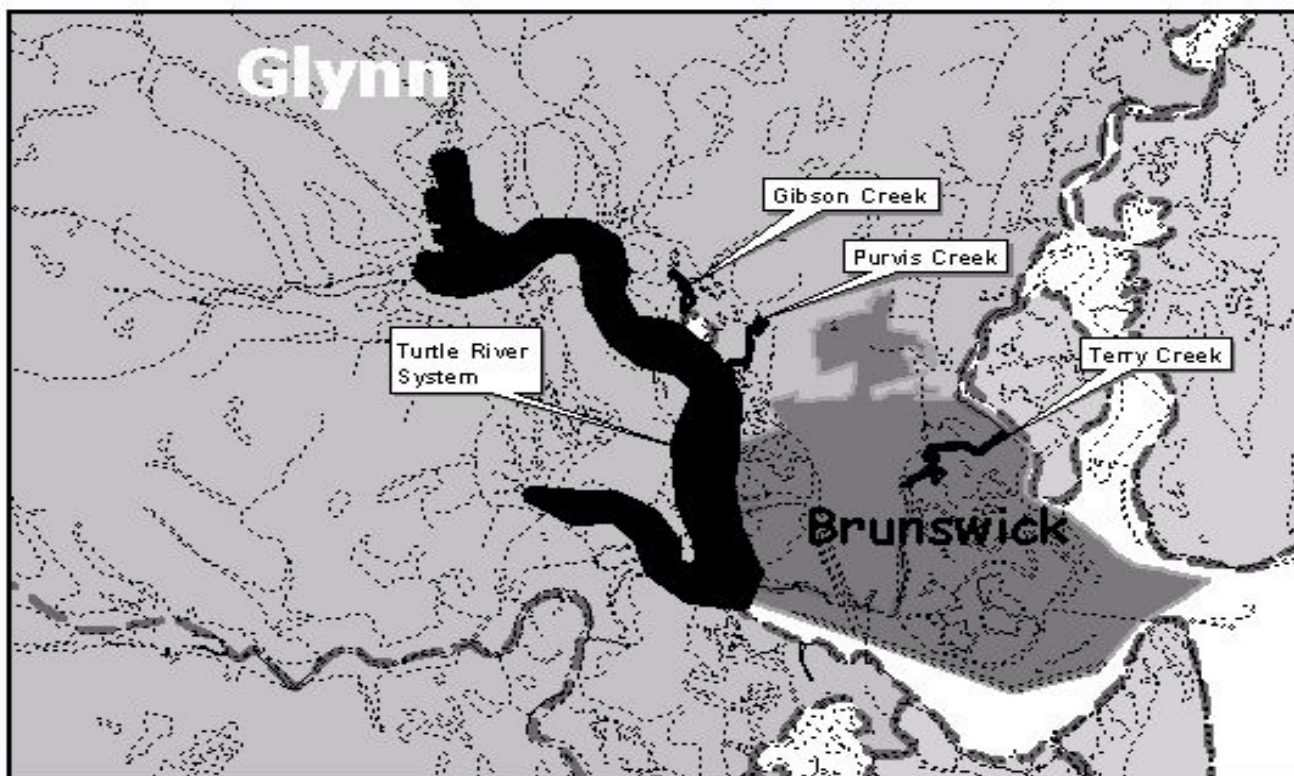 Glynn
Gibson Creek
Purvis Creek
Turtle River
System
Terry Creek
Brunswick